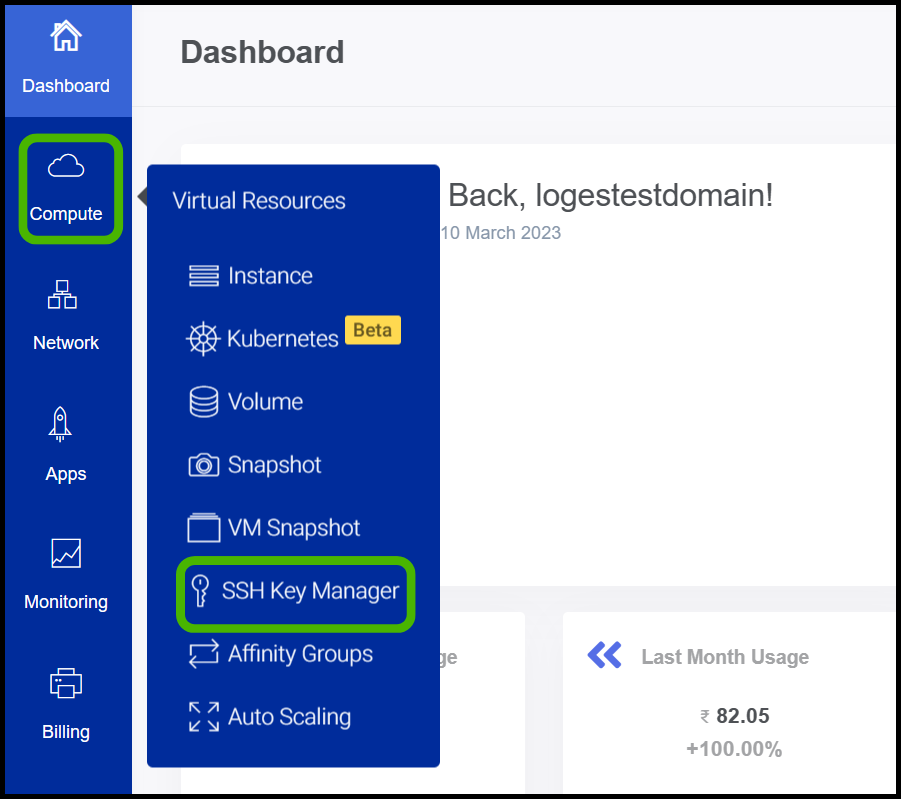 Dashboard
Dashboard
Compute
Network
Apps
Monitoring
Billing
Virtual Resources
Instance
Kubernetes Beta
Volume
Snapshot
VM Snapshot
SSH Key Manager
Affinity Groups
Auto Scaling
Back, logestestdomain!
10 March 2023
Last Month Usage
₹ 82.05
+100.00%